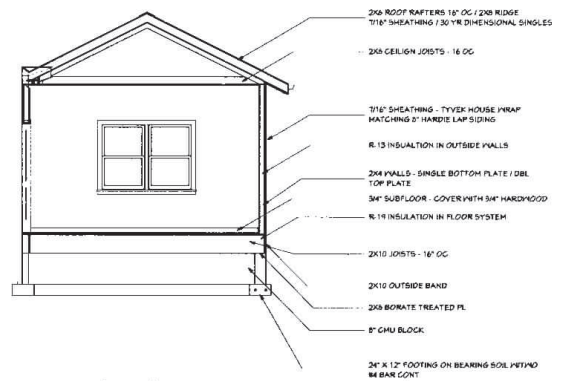 2X6 ROOF RAFTERS 16" OC / 2X8 RIDGE
7/16" SHEATHING / 30 YR DIMENSIONAL SINGLES
2X6 CEILIGN JOISTS - 16 OC
7/16" SHEATHING - TYVEK HOUSE WRAP
MATCHING 8" HARDIE LAP SIDING
R-13 INSUALTION IN OUTSIDE WALLS
2X4 WALLS - SINGLE BOTTOM PLATE / DBL
TOP PLATE
3/4" SUBFLOOR - COVER WITH 3/4" HARDWOOD
R-19 INSULATION IN FLOOR SYSTEM
2X10 JOISTS - 16" OC
2X10 OUTSIDE BAND
2X8 BORATE TREATED PL
8" CMU BLOCK
24" X 12" FOOTING ON BEARING SOIL W/TWO
#4 BAR CONT